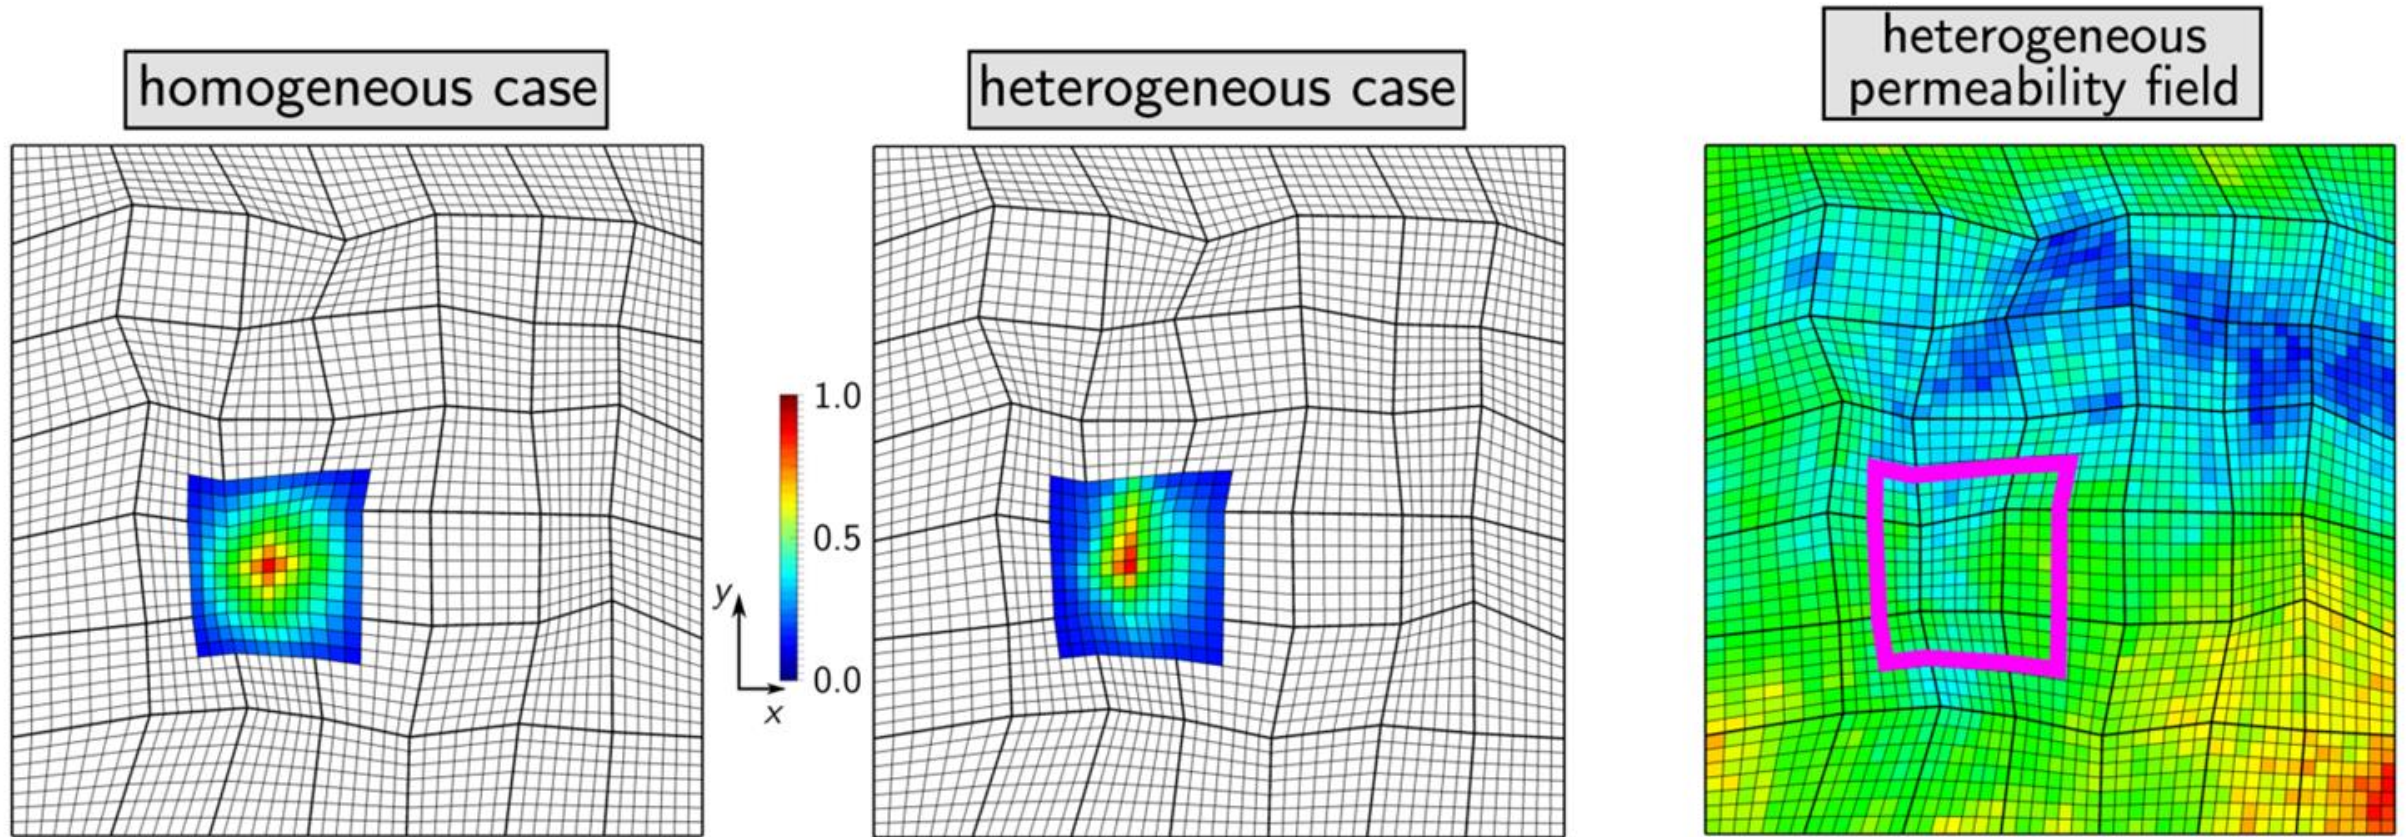 homogeneous case
heterogeneous case
heterogeneous
permeability field
1.0
0.5
0.0
y
x